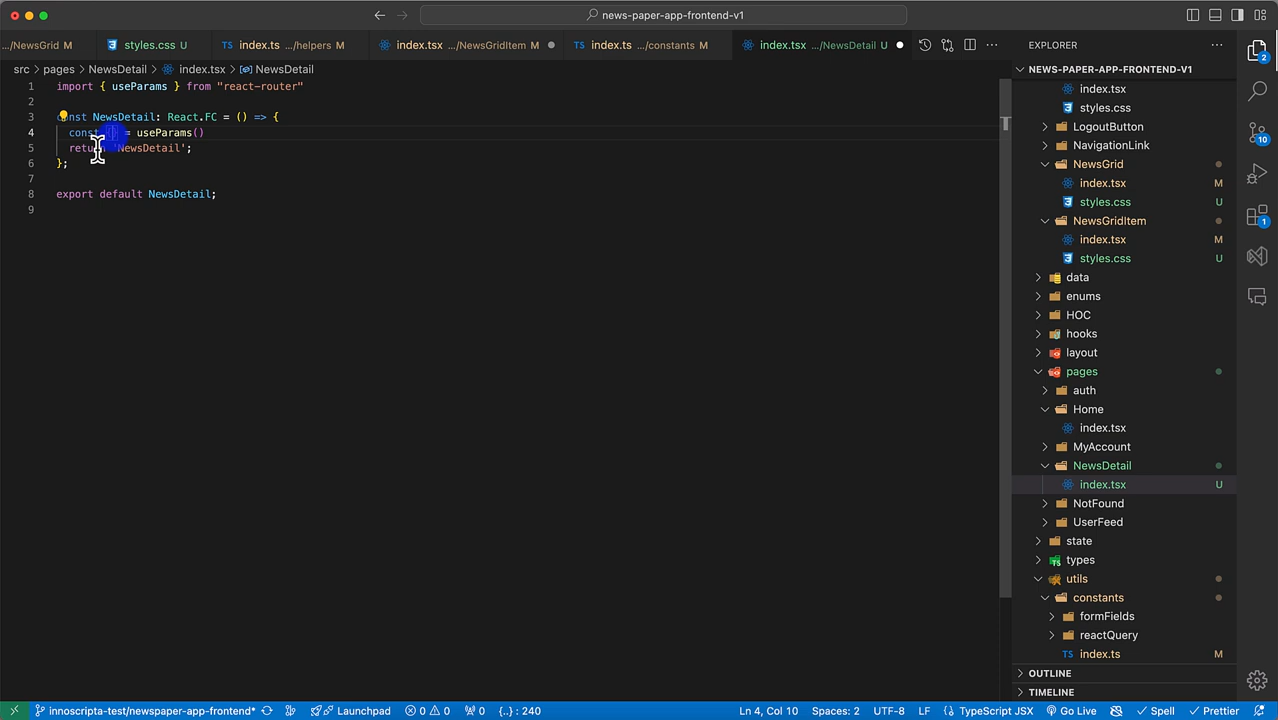 news-paper-app-frontend-v1
.../NewsGrid M
styles.css U
TS index.ts .../helpers M
index.tsx .../NewsGridItem M
TS index.ts .../constants M
index.tsx .../NewsDetail U
EXPLORER
src > pages > NewsDetail > index.tsx > NewsDetail
1 import { useParams } from "react-router"
2
3 const NewsDetail: React.FC = () => {
4 const {} = useParams()
5 return 'NewsDetail';
6 };
7
8 export default NewsDetail;
9
NEWS-PAPER-APP-FRONTEND-V1
index.tsx
styles.css
LogoutButton
NavigationLink
NewsGrid
index.tsx M
styles.css U
NewsGridItem
index.tsx M
styles.css U
data
enums
HOC
hooks
layout
pages
auth
Home
index.tsx
MyAccount
NewsDetail
index.tsx U
NotFound
UserFeed
state
types
utils
constants
formFields
reactQuery
TS index.ts M
OUTLINE
TIMELINE
2
10
1
innoscripta-test/newspaper-app-frontend* Launchpad 0 0 0 {..} : 240 Ln 4, Col 10 Spaces: 2 UTF-8 LF {} TypeScript JSX Go Live Spell Prettier